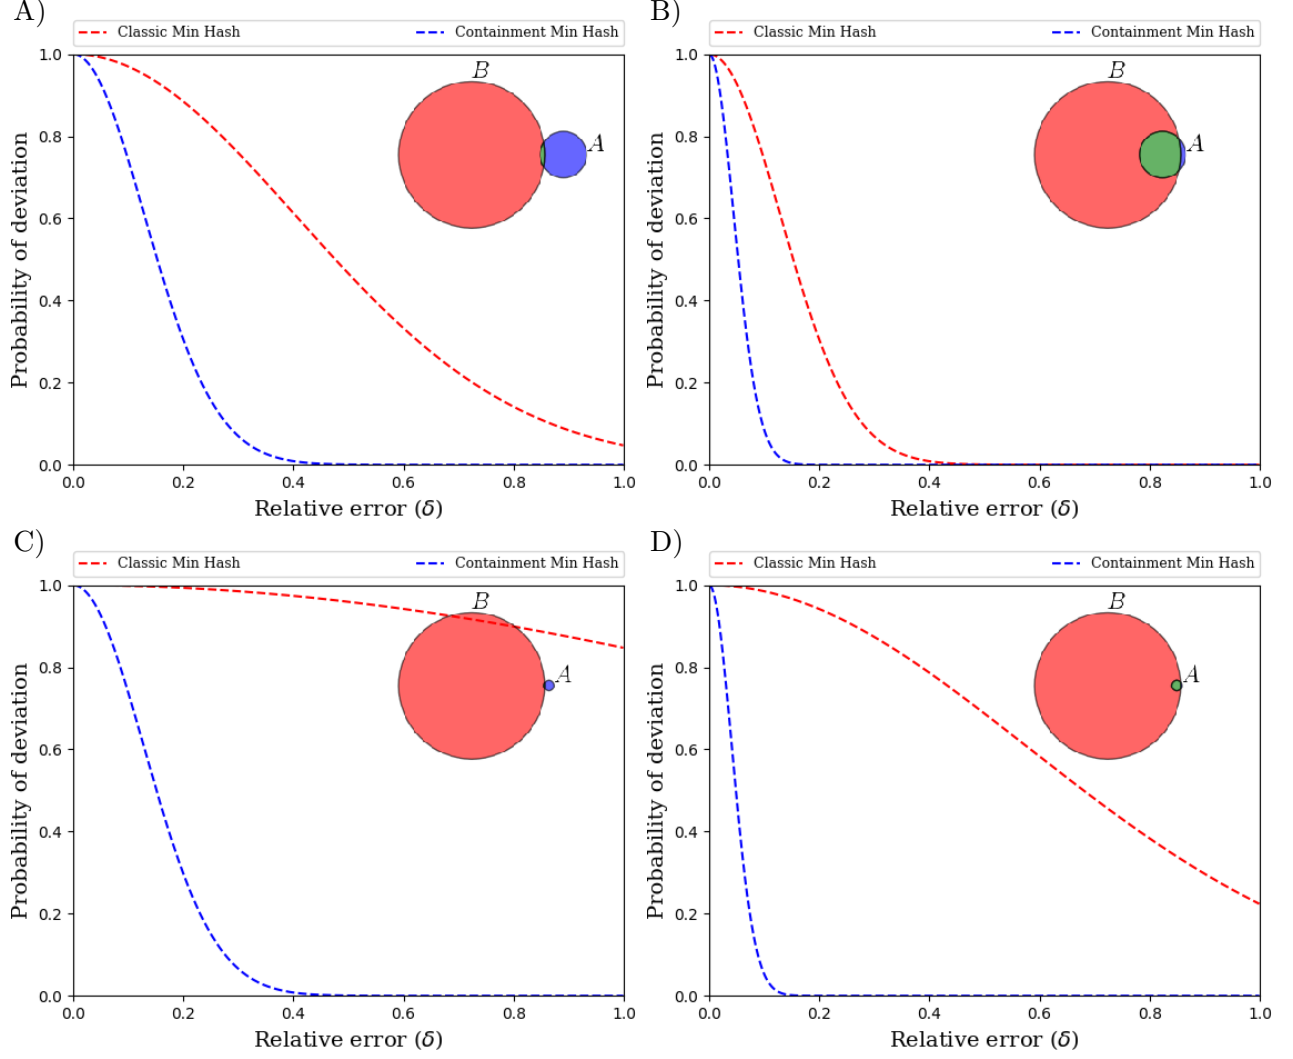 A)
Classic Min Hash
Containment Min Hash
1.0
0.8
0.6
0.4
0.2
0.0
Probability of deviation
B
A
0.0 0.2 0.4 0.6 0.8 1.0
Relative error (δ)
B)
Classic Min Hash
Containment Min Hash
1.0
0.8
0.6
0.4
0.2
0.0
Probability of deviation
B
A
0.0 0.2 0.4 0.6 0.8 1.0
Relative error (δ)
C)
Classic Min Hash
Containment Min Hash
1.0
0.8
0.6
0.4
0.2
0.0
Probability of deviation
B
A
0.0 0.2 0.4 0.6 0.8 1.0
Relative error (δ)
D)
Classic Min Hash
Containment Min Hash
1.0
0.8
0.6
0.4
0.2
0.0
Probability of deviation
B
A
0.0 0.2 0.4 0.6 0.8 1.0
Relative error (δ)